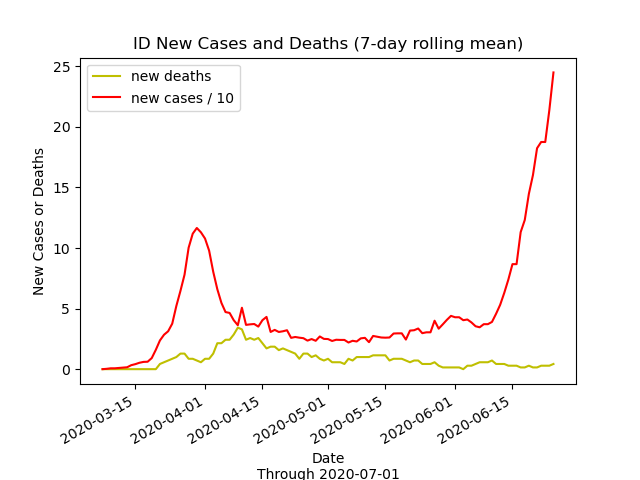 ID New Cases and Deaths (7-day rolling mean)
new deaths
new cases / 10
New Cases or Deaths
25
20
15
10
5
0
2020-03-15
2020-04-01
2020-04-15
2020-05-01
2020-05-15
2020-06-01
2020-06-15
Date
Through 2020-07-01